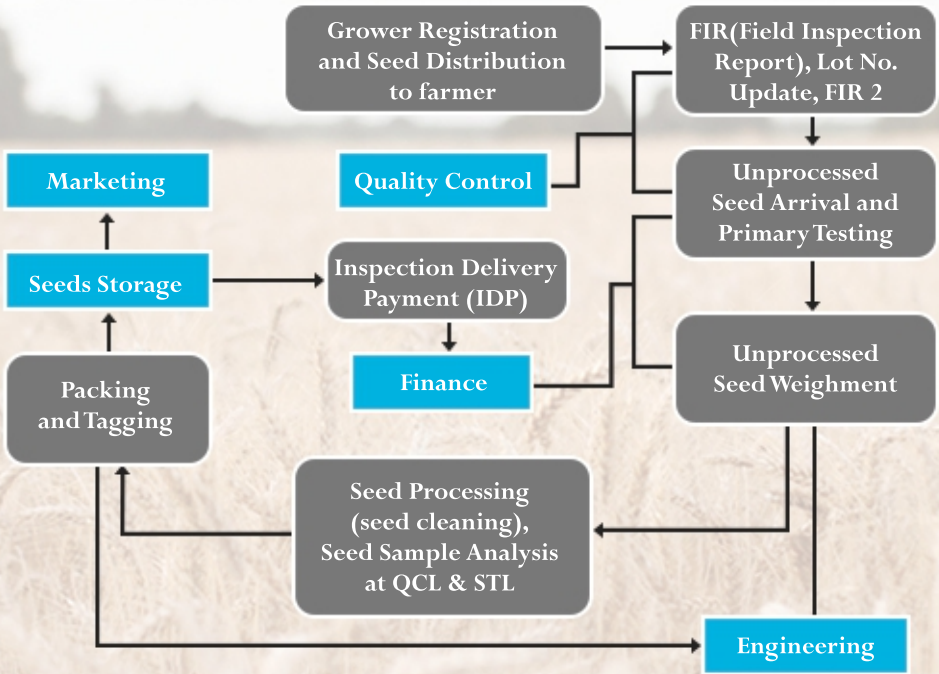 Grower Registration
and Seed Distribution
to farmer
FIR(Field Inspection
Report), Lot No.
Update, FIR 2
Marketing
Quality Control
Unprocessed
Seed Arrival and
Primary Testing
Seeds Storage
Inspection Delivery
Payment (IDP)
Finance
Unprocessed
Seed Weighment
Packing
and Tagging
Seed Processing
(seed cleaning),
Seed Sample Analysis
at QCL & STL
Engineering